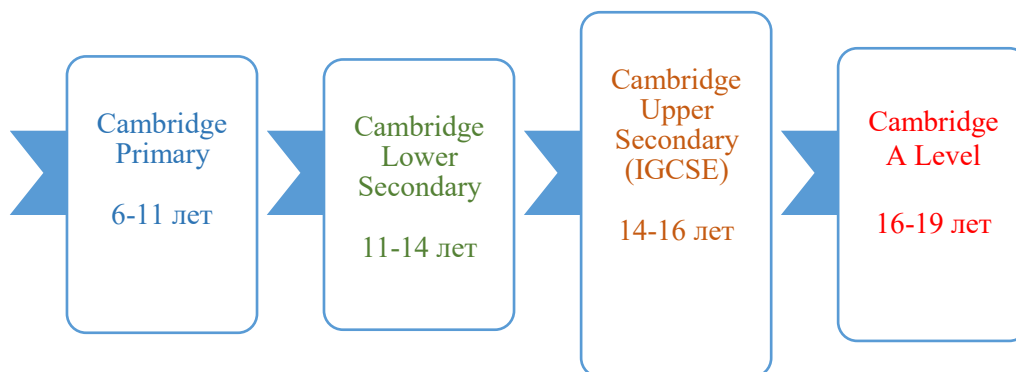 Cambridge
Primary
6-11 лет
Cambridge
Lower
Secondary
11-14 лет
Cambridge
Upper
Secondary
(IGCSE)
14-16 лет
Cambridge
A Level
16-19 лет